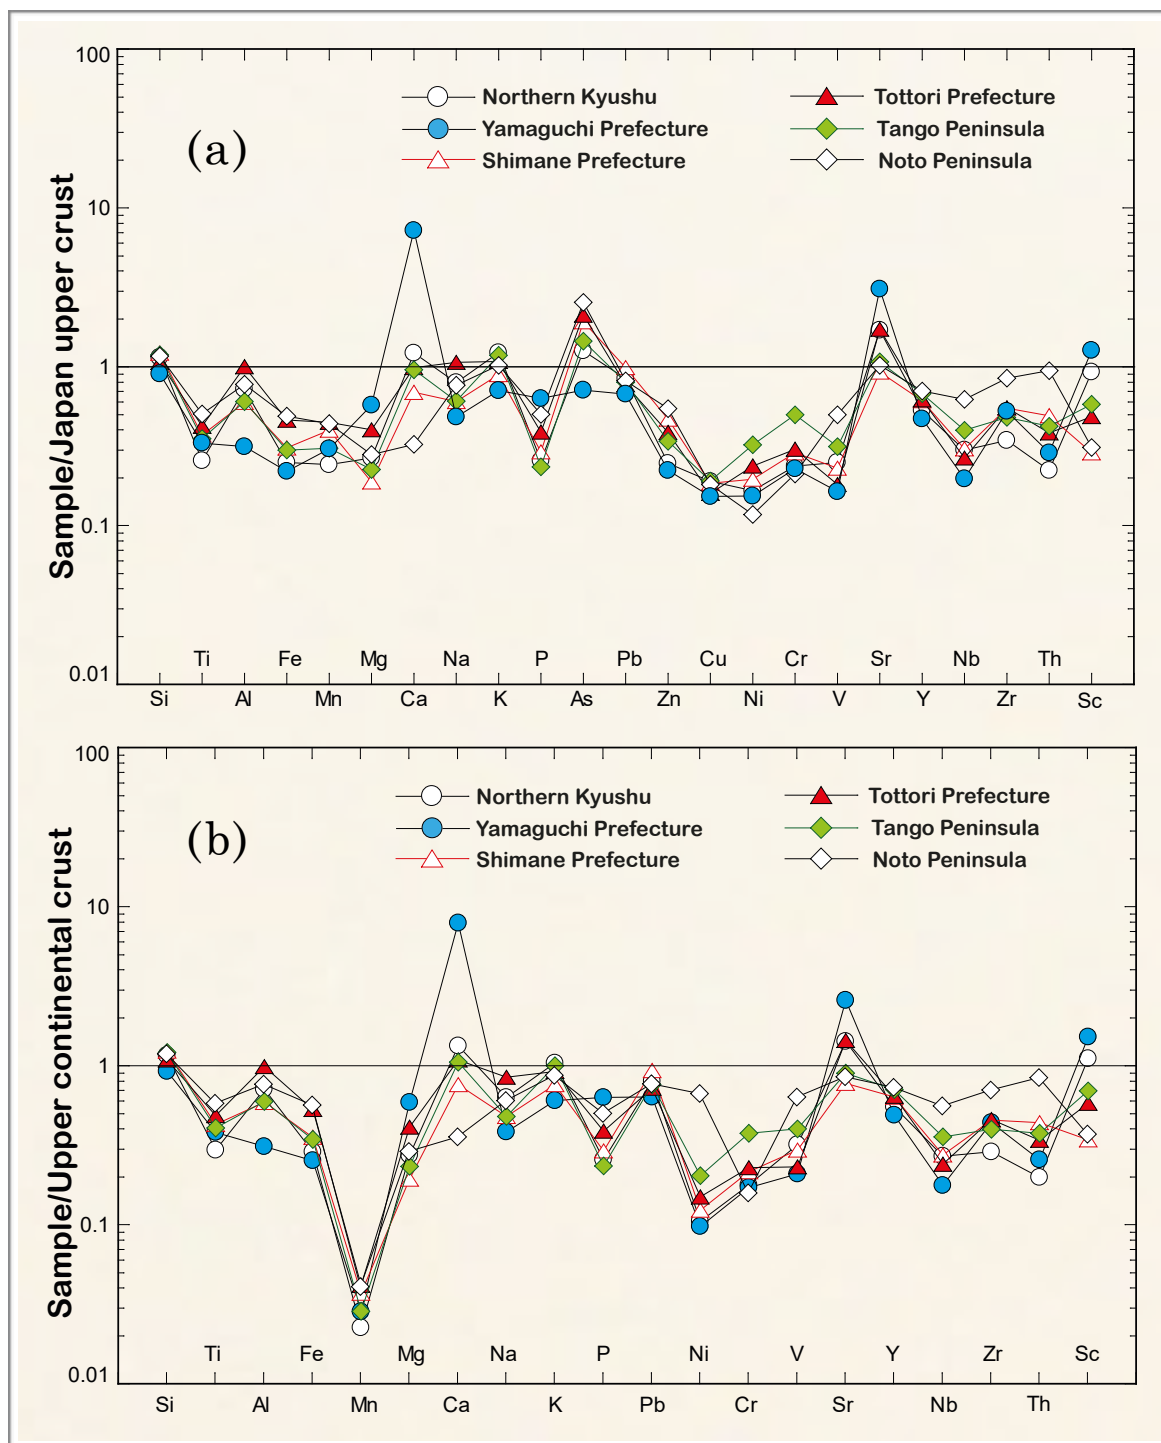 100
10
1
0.1
0.01
Sample/Japan upper crust
(a)
Northern Kyushu
Yamaguchi Prefecture
Shimane Prefecture
Tottori Prefecture
Tango Peninsula
Noto Peninsula
Ti Fe Mg Na P Pb Cu Cr Sr Nb Th
Si Al Mn Ca K As Zn Ni V Y Zr Sc
100
10
1
0.1
0.01
Sample/Upper continental crust
(b)
Northern Kyushu
Yamaguchi Prefecture
Shimane Prefecture
Tottori Prefecture
Tango Peninsula
Noto Peninsula
Ti Fe Mg Na P Ni V Y Zr Sc
Si Al Mn Ca K Pb Cr Sr Nb Th